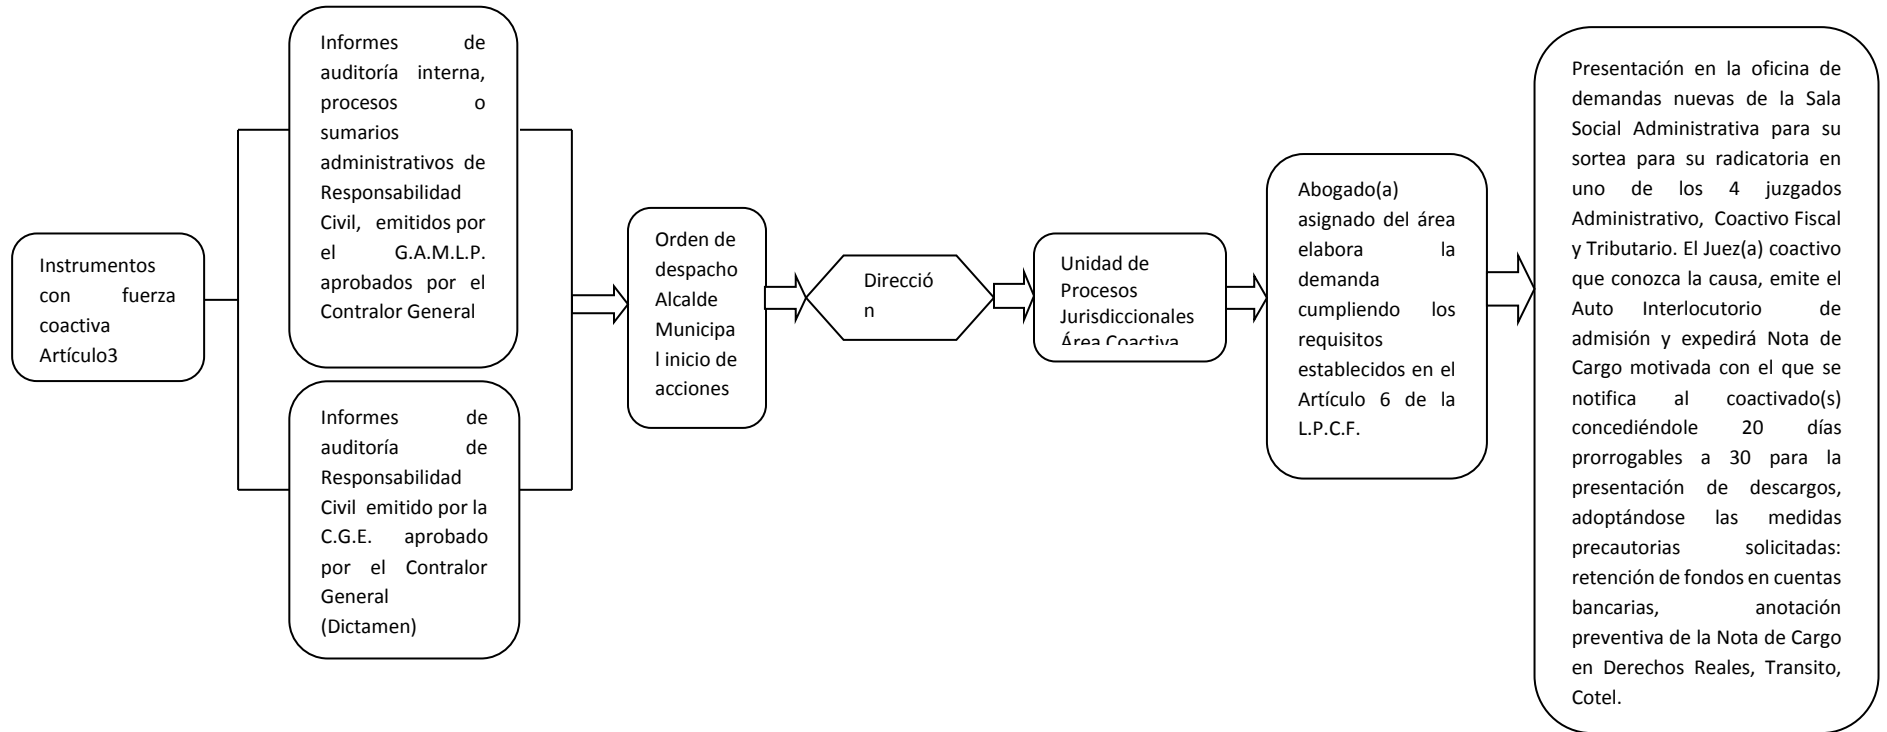 Instrumentos
con fuerza
coactiva
Artículo3
Informes de
auditoría interna,
procesos o
sumarios
administrativos de
Responsabilidad
Civil, emitidos por
el G.A.M.L.P.
aprobados por el
Contralor General
Informes de
auditoría de
Responsabilidad
Civil emitido por la
C.G.E. aprobado
por el Contralor
General
(Dictamen)
Orden de
despacho
Alcalde
Municipa
l inicio de
acciones
Direcció
n
Unidad de
Procesos
Jurisdiccionales
Área Coactiva
Abogado(a)
asignado del área
elabora la
demanda
cumpliendo los
requisitos
establecidos en el
Artículo 6 de la
L.P.C.F.
Presentación en la oficina de
demandas nuevas de la Sala
Social Administrativa para su
sortea para su radicatoria en
uno de los 4 juzgados
Administrativo, Coactivo Fiscal
y Tributario. El Juez(a) coactivo
que conozca la causa, emite el
Auto Interlocutorio de
admisión y expedirá Nota de
Cargo motivada con el que se
notifica al coactivado(s)
concediéndole 20 días
prorrogables a 30 para la
presentación de descargos,
adoptándose las medidas
precautorias solicitadas:
retención de fondos en cuentas
bancarias, anotación
preventiva de la Nota de Cargo
en Derechos Reales, Transito,
Cotel.